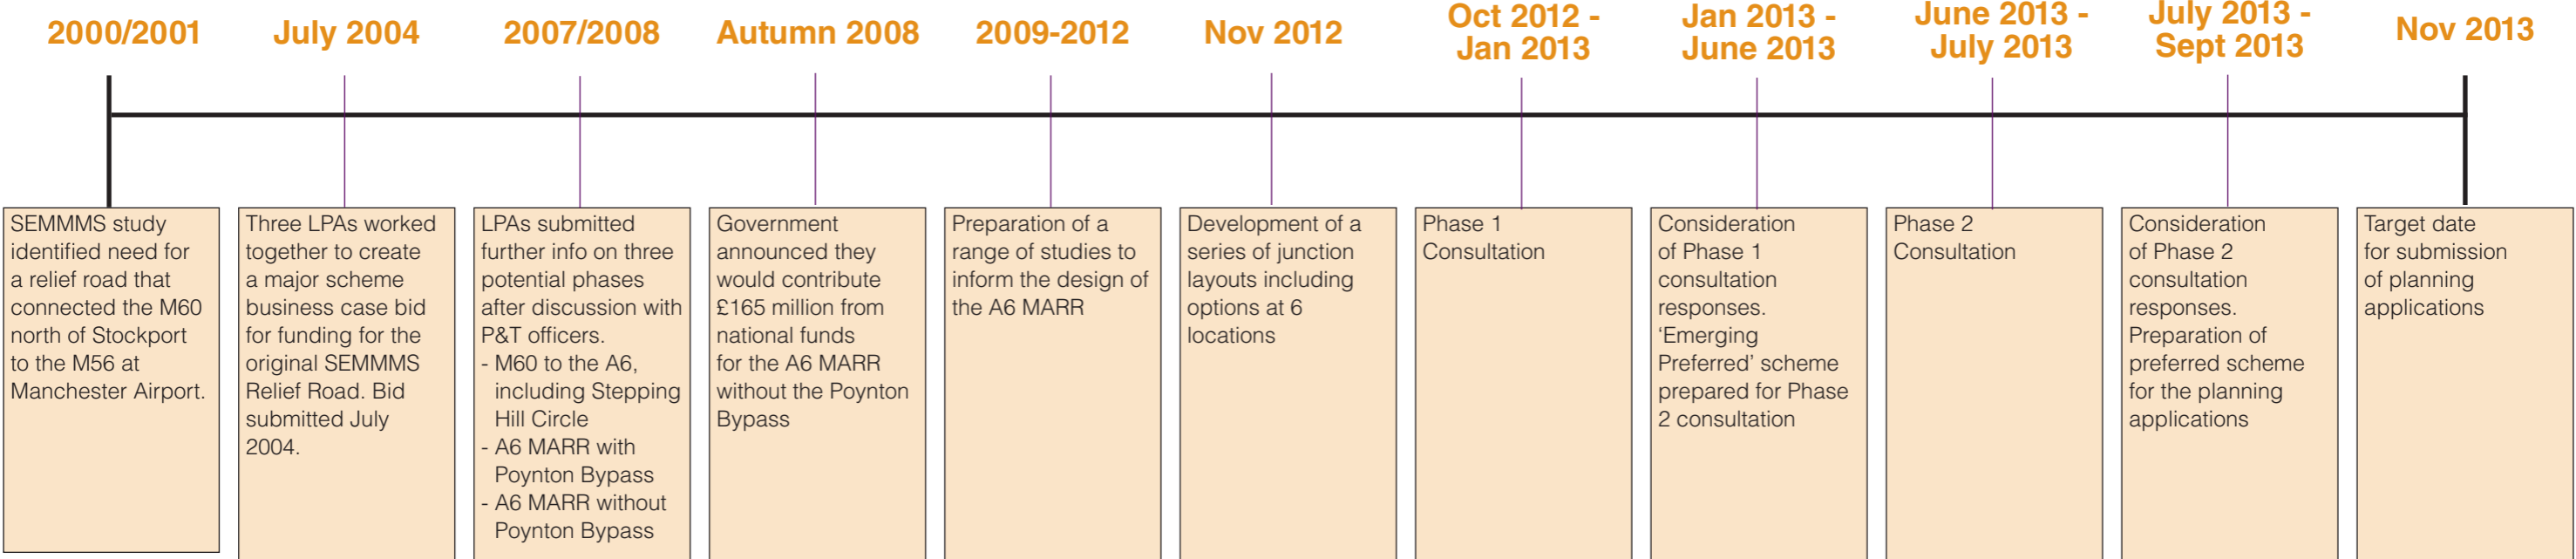 2000/2001
July 2004
2007/2008
Autumn 2008
2009-2012
Nov 2012
Oct 2012 -
Jan 2013
Jan 2013 -
June 2013
June 2013 -
July 2013
July 2013 -
Sept 2013
Nov 2013
SEMMMS study
identified need for
a relief road that
connected the M60
north of Stockport
to the M56 at
Manchester Airport.
Three LPAs worked
together to create
a major scheme
business case bid
for funding for the
original SEMMMS
Relief Road. Bid
submitted July
2004.
LPAs submitted
further info on three
potential phases
after discussion with
P&T officers.
- M60 to the A6,
including Stepping
Hill Circle
- A6 MARR with
Poynton Bypass
- A6 MARR without
Poynton Bypass
Government
announced they
would contribute
£165 million from
national funds
for the A6 MARR
without the Poynton
Bypass
Preparation of a
range of studies to
inform the design of
the A6 MARR
Development of a
series of junction
layouts including
options at 6
locations
Phase 1
Consultation
Consideration
of Phase 1
consultation
responses.
‘Emerging
Preferred’ scheme
prepared for Phase
2 consultation
Phase 2
Consultation
Consideration
of Phase 2
consultation
responses.
Preparation of
preferred scheme
for the planning
applications
Target date
for submission
of planning
applications